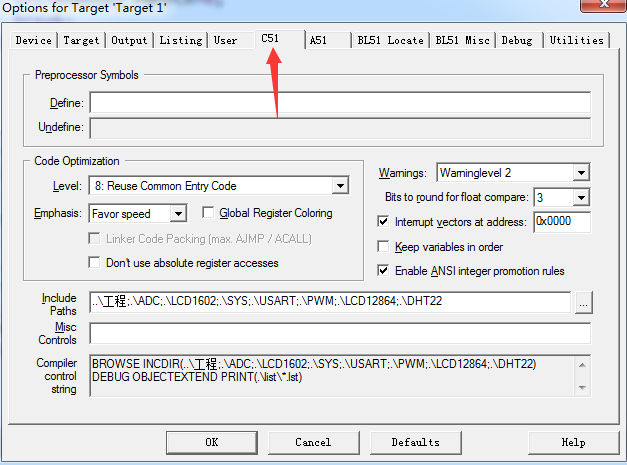 Options for Target 'Target 1'
Device Target Output Listing User C51 A51 BL51 Locate BL51 Misc Debug Utilities
Preprocessor Symbols
Define:
Undefine:
Code Optimization
Level: 8: Reuse Common Entry Code
Emphasis: Favor speed Global Register Coloring
Linker Code Packing (max. AJMP / ACALL)
Don't use absolute register accesses
Warnings: Warninglevel 2
Bits to round for float compare: 3
Interrupt vectors at address: 0x0000
Keep variables in order
Enable ANSI integer promotion rules
Include Paths ..\工程;.\ADC;.\LCD1602;.\SYS;.\USART;.\PWM;.\LCD12864;.\DHT22 ...
Misc Controls
Compiler control string BROWSE INCDIR(..\工程;.\ADC;.\LCD1602;.\SYS;.\USART;.\PWM;.\LCD12864;.\DHT22)
DEBUG OBJECTEXTEND PRINT(.\list\*.lst)
OK Cancel Defaults Help